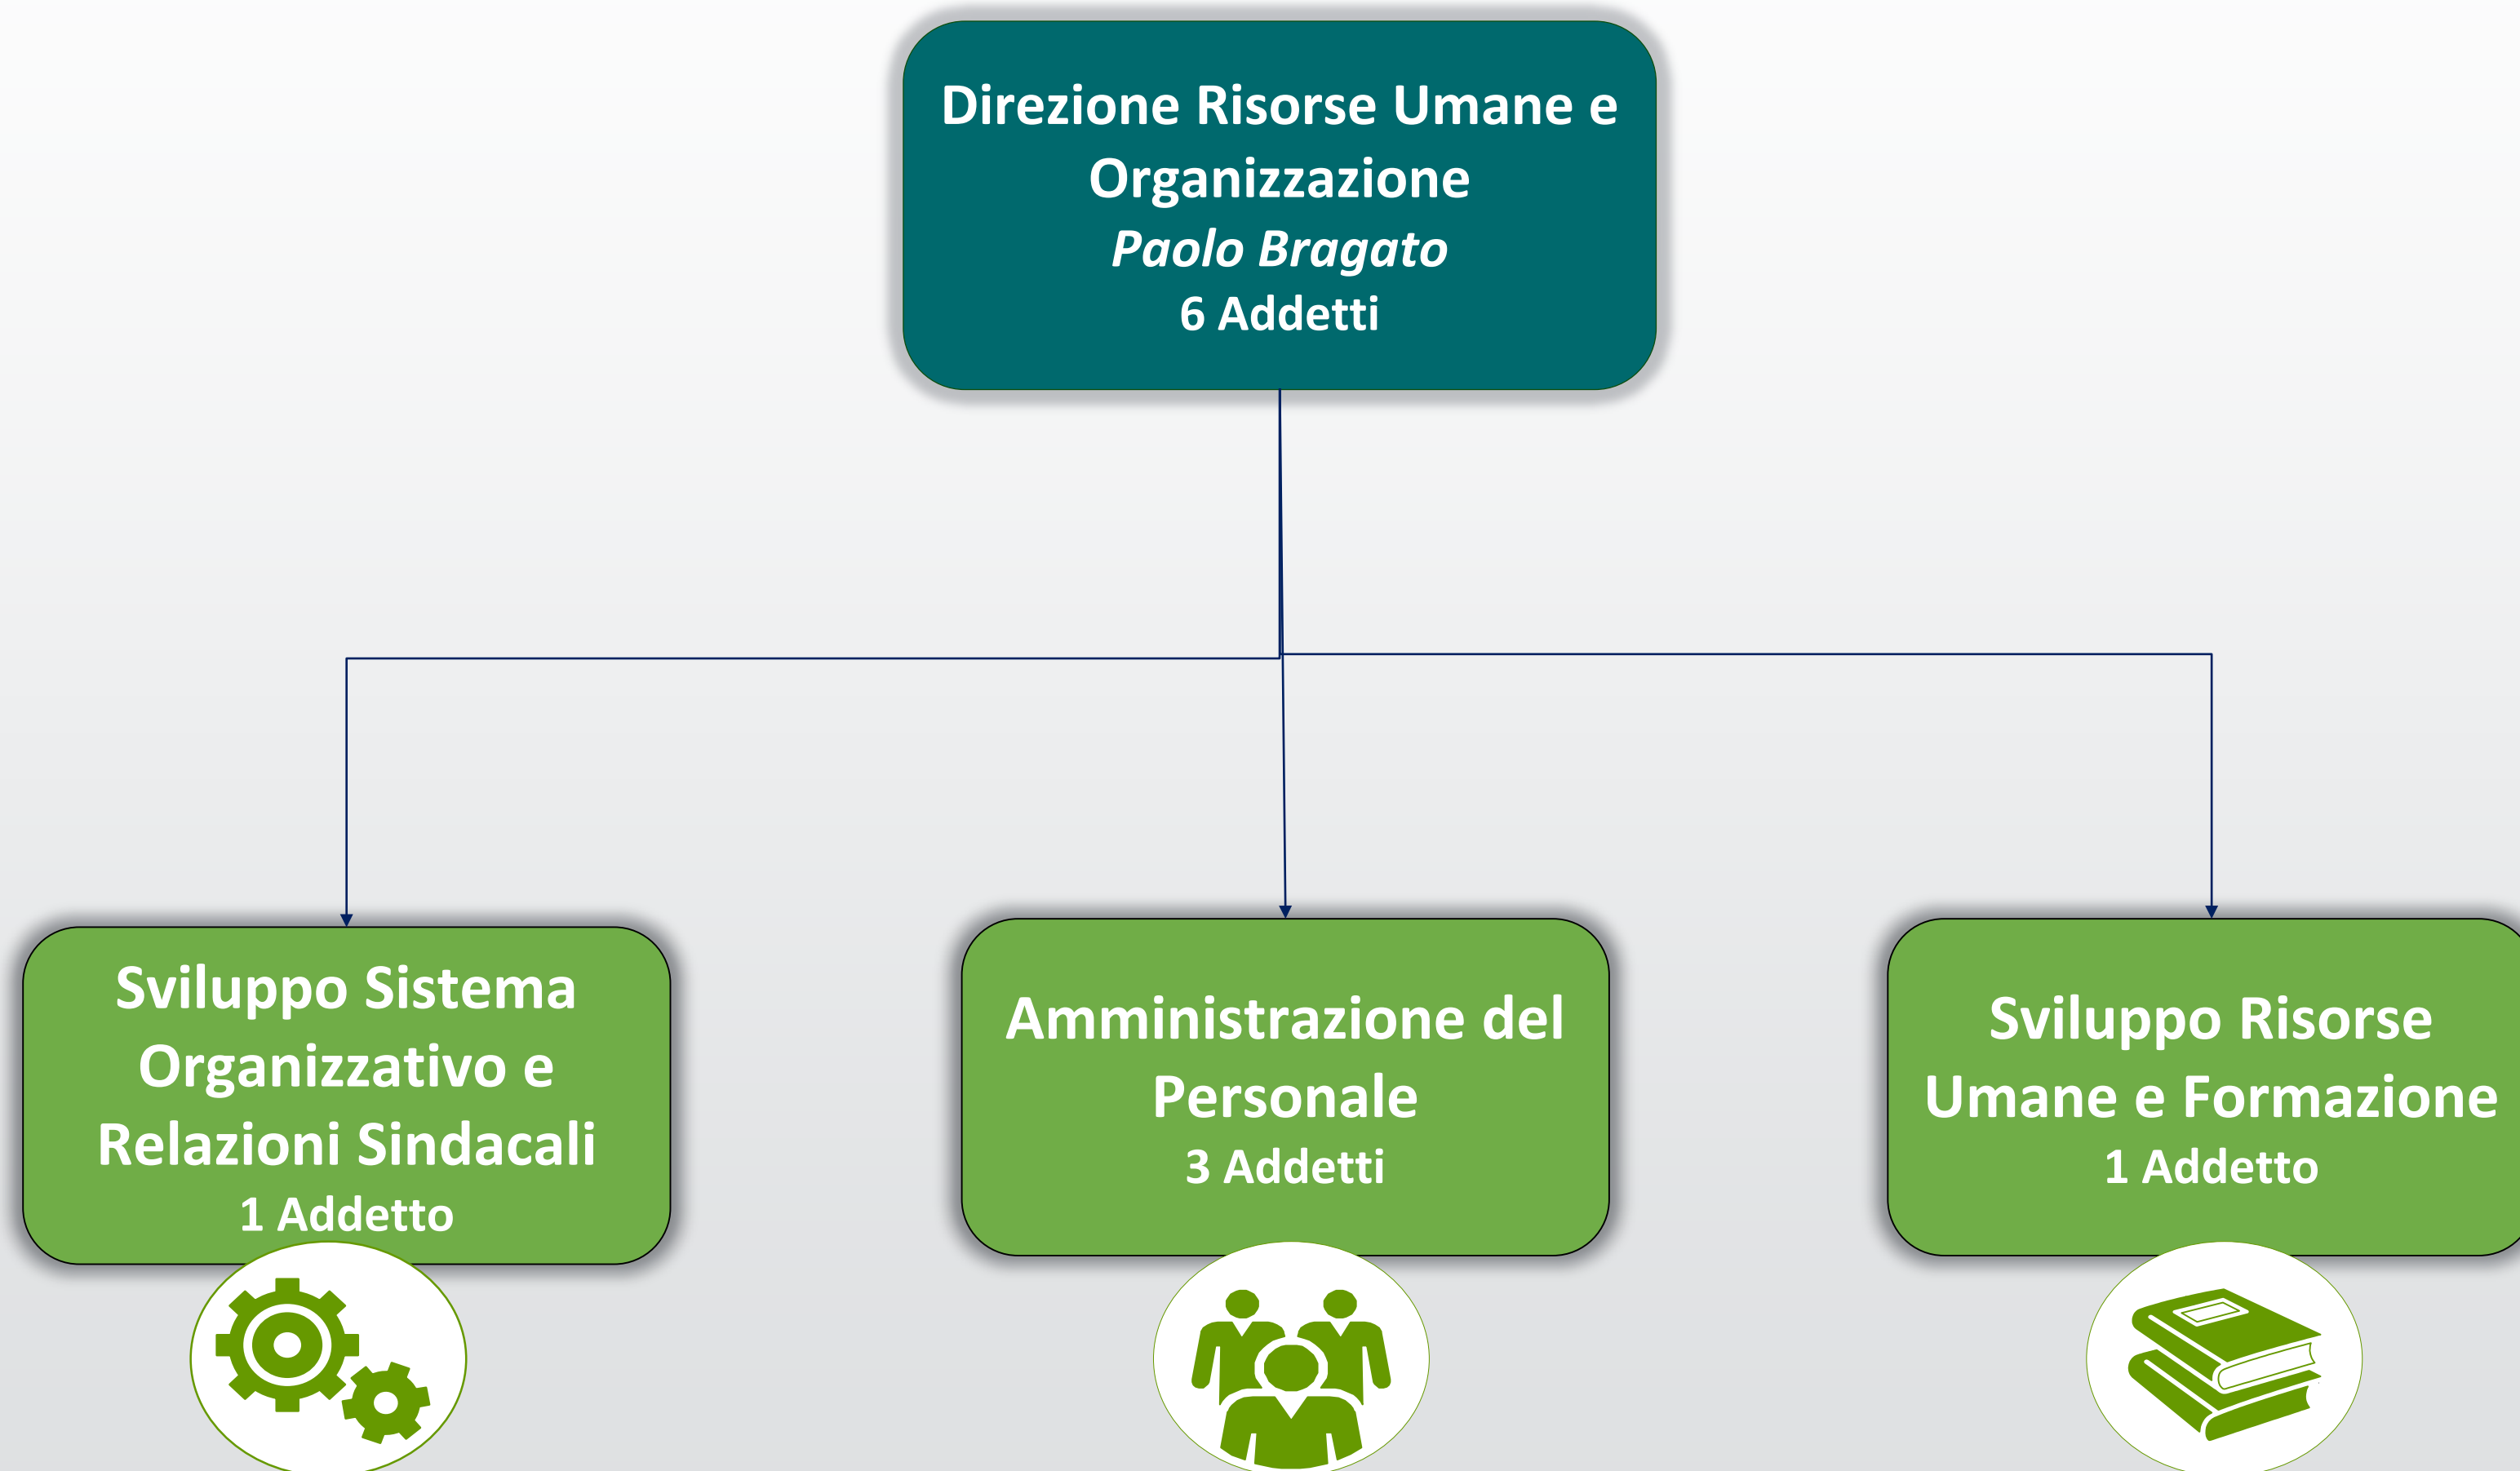 Direzione Risorse Umane e
Organizzazione
Paolo Bragato
6 Addetti
Sviluppo Sistema
Organizzativo e
Relazioni Sindacali
1 Addetto
Amministrazione del
Personale
3 Addetti
Sviluppo Risorse
Umane e Formazione
1 Addetto